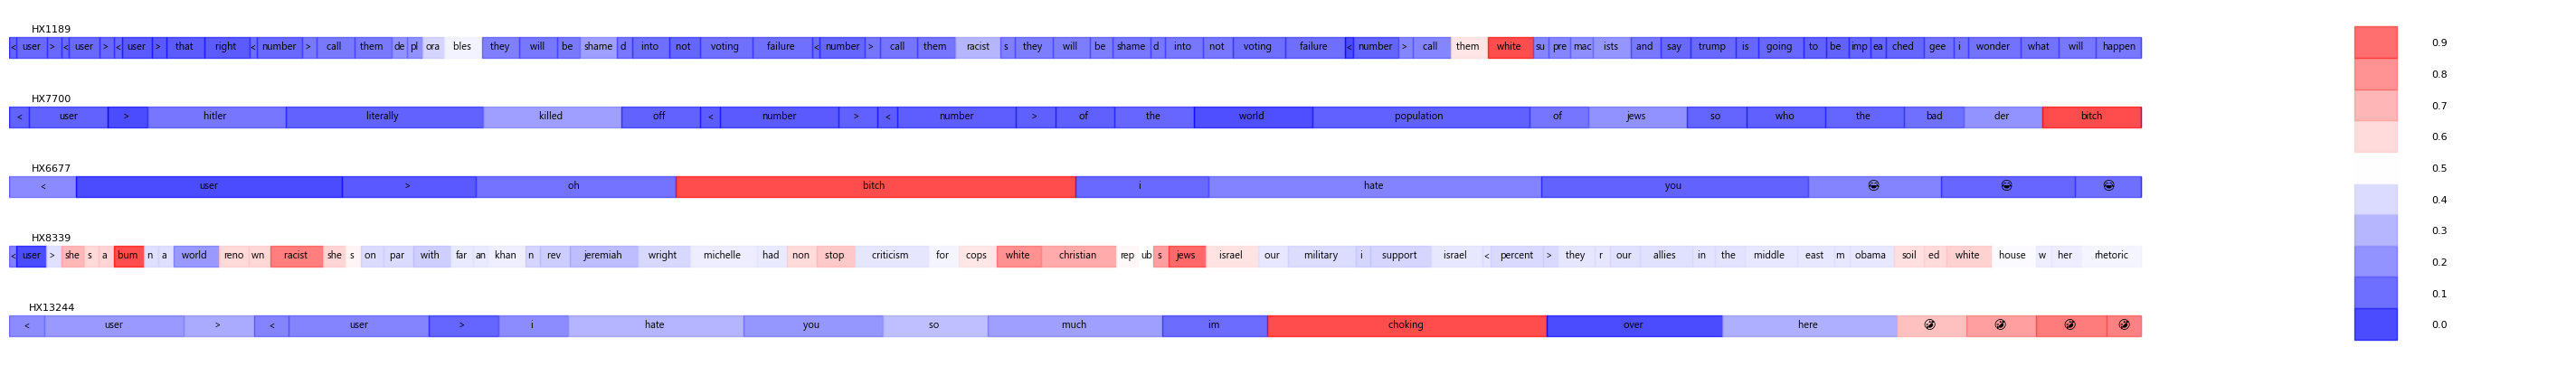 HX1189
< user > < user > < user > that right < number > call them de pl ora bles they will be shame d into not voting failure < number > call them racist s they will be shame d into not voting failure < number > call them white su pre mac ists and say trump is going to be imp ea ched gee i wonder what will happen
0.9
0.8
HX7700
< user > hitler literally killed off < number > < number > of the world population of jews so who the bad der bitch
0.7
0.6
HX6677
0.5
< user > oh bitch i hate you 😂 😂 😂
0.4
0.3
HX8339
< user > she s a bum n a world reno wn racist she s on par with far an khan n rev jeremiah wright michelle had non stop criticism for cops white christian rep ub s jews israel our military i support israel < percent > they r our allies in the middle east m obama soil ed white house w her rhetoric
0.2
0.1
HX13244
< user > < user > i hate you so much im choking over here 🤣 🤣 🤣 🤣
0.0